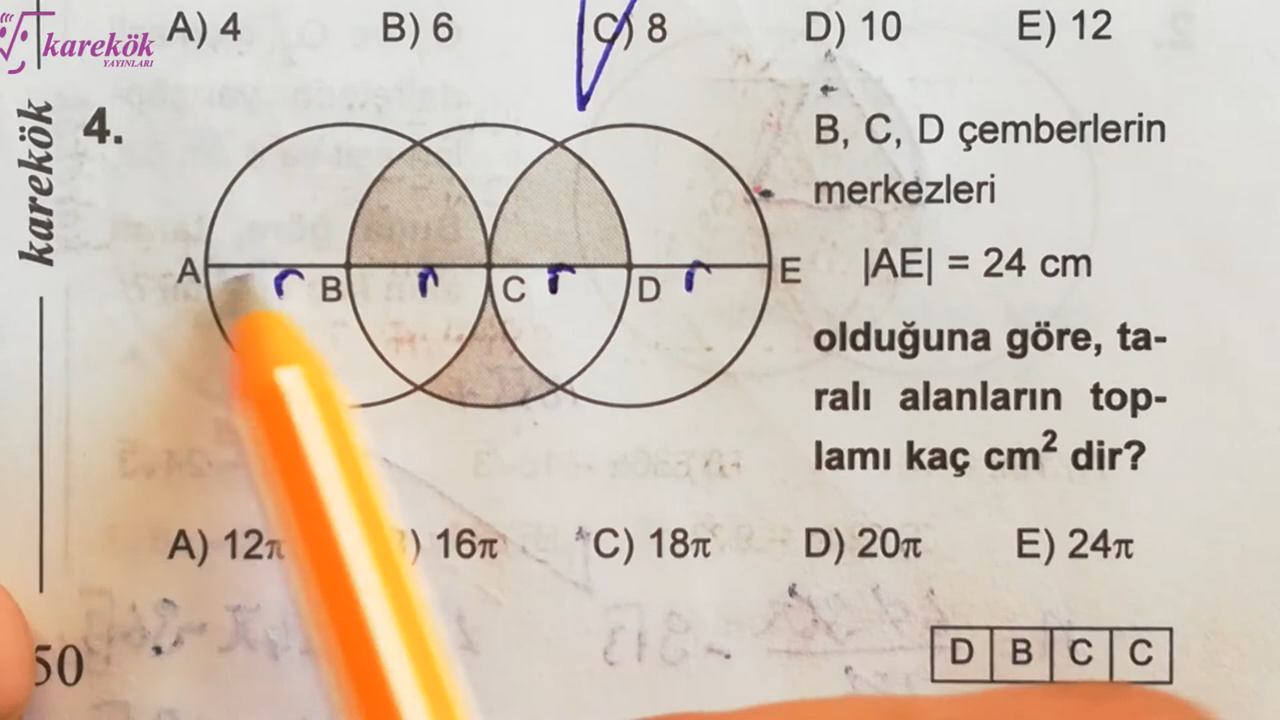 karekök
YAYINLARI
A) 4 B) 6 C) 8 D) 10 E) 12
karekök
4.
B, C, D çemberlerin
merkezleri
|AE| = 24 cm
A r B r C r D r E
olduğuna göre, ta-
ralı alanların top-
lamı kaç cm² dir?
A) 12π ) 16π C) 18π D) 20π E) 24π
50
D B C C